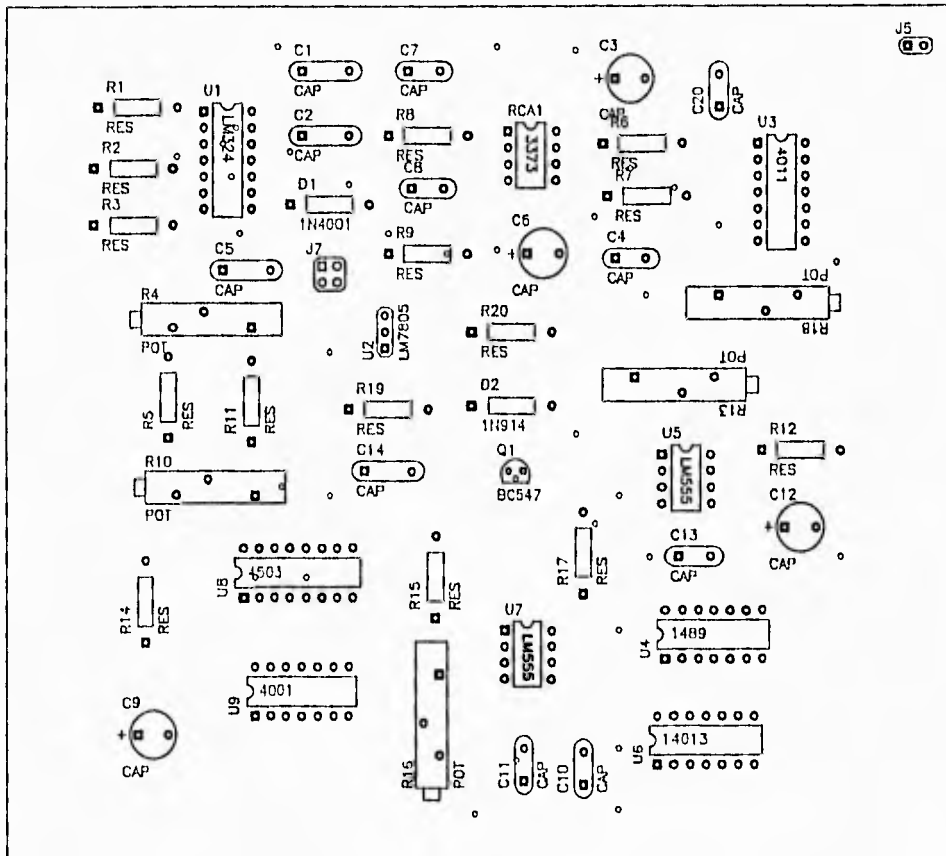 J5
C1
CAP
C7
CAP
C3
+
CAP
C20
CAP
R1
RES
U1
LM324
C2
CAP
R8
RES
RCA1
3373
R6
RES
U3
4011
R2
RES
D1
1N4001
C8
CAP
R7
RES
R3
RES
C5
CAP
J7
R9
RES
C6
+
CAP
C4
CAP
POT
R18
R4
POT
U2
LM7805
R20
RES
POT
R13
R5
RES
R11
RES
R19
RES
D2
1N914
R10
POT
C14
CAP
Q1
BC547
U5
LM555
R12
RES
C12
+
CAP
C13
CAP
R17
RES
U8
4503
R14
RES
R15
RES
U7
LM555
U4
1489
U9
4001
C9
+
CAP
R16
POT
C11
CAP
C10
CAP
U6
14013